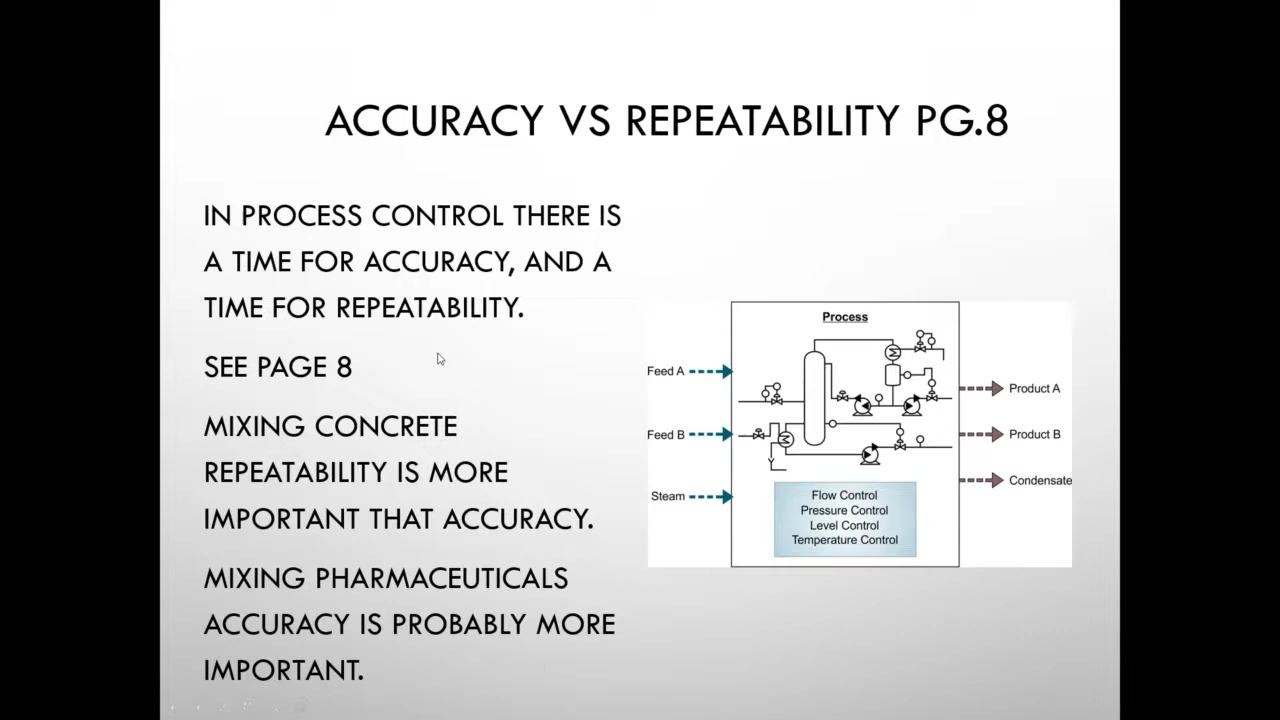 ACCURACY VS REPEATABILITY PG.8
IN PROCESS CONTROL THERE IS
A TIME FOR ACCURACY, AND A
TIME FOR REPEATABILITY.
SEE PAGE 8
MIXING CONCRETE
REPEATABILITY IS MORE
IMPORTANT THAT ACCURACY.
MIXING PHARMACEUTICALS
ACCURACY IS PROBABLY MORE
IMPORTANT.
Process
Feed A
Feed B
Steam
Product A
Product B
Condensate
Flow Control
Pressure Control
Level Control
Temperature Control